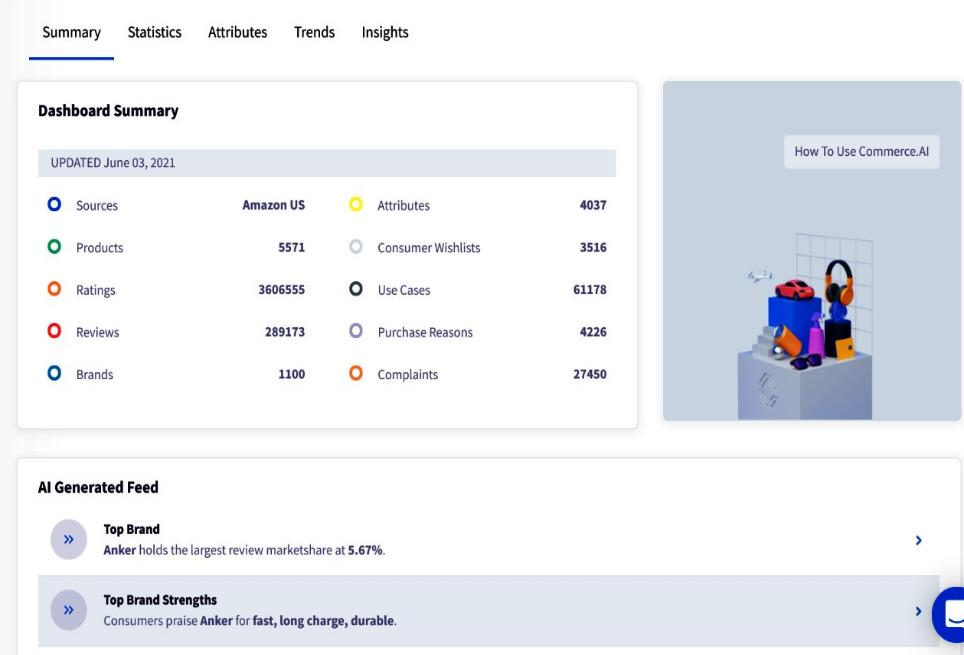 Summary Statistics Attributes Trends Insights
Dashboard Summary
UPDATED June 03, 2021
Sources Amazon US Attributes 4037
Products 5571 Consumer Wishlists 3516
Ratings 3606555 Use Cases 61178
Reviews 289173 Purchase Reasons 4226
Brands 1100 Complaints 27450
How To Use Commerce.AI
AI Generated Feed
Top Brand
Anker holds the largest review marketshare at 5.67%.
Top Brand Strengths
Consumers praise Anker for fast, long charge, durable.